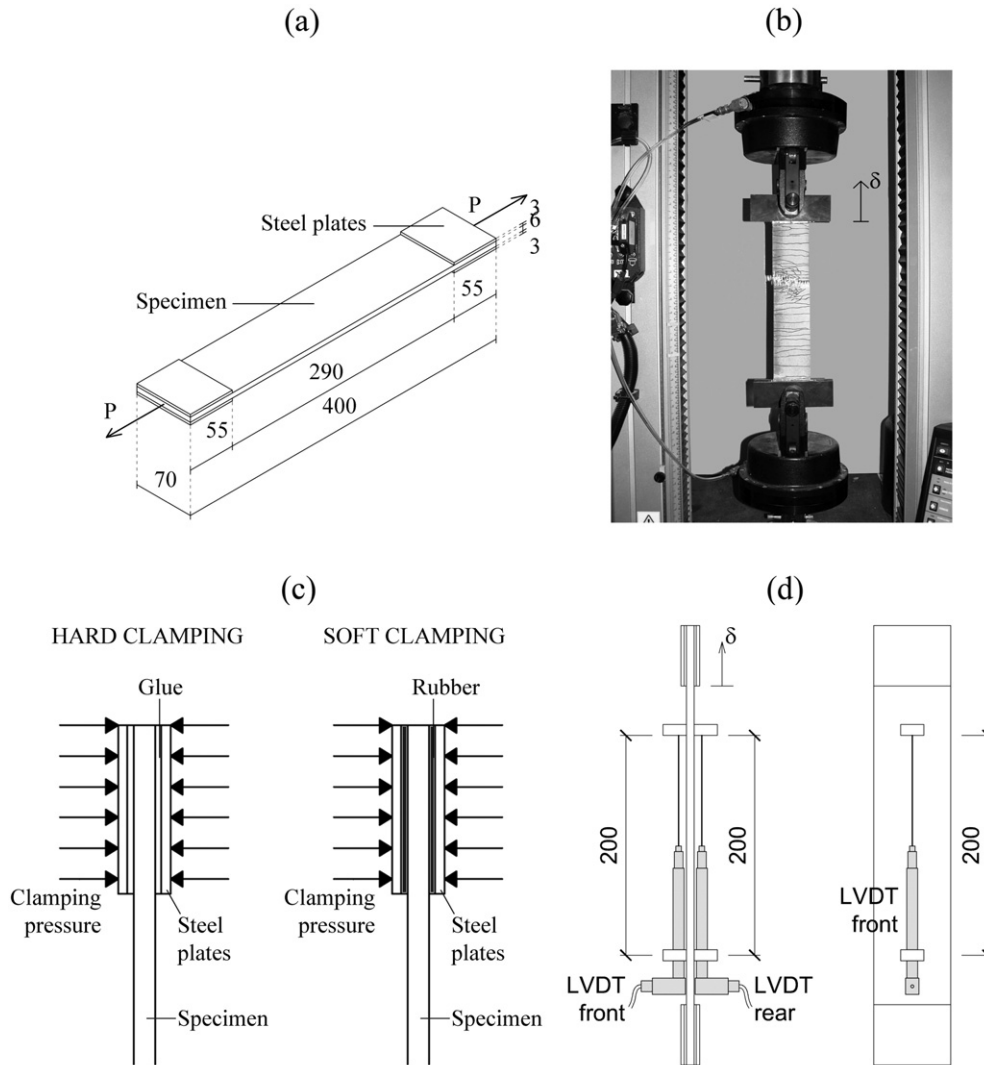 (a)
P
3
6
3
Steel plates
Specimen
55
290
400
P
55
70
(b)
δ
(c)
HARD CLAMPING
SOFT CLAMPING
Glue
Rubber
Clamping
pressure
Steel
plates
Clamping
pressure
Steel
plates
Specimen
Specimen
(d)
δ
200
200
200
LVDT
front
LVDT
front
LVDT
rear